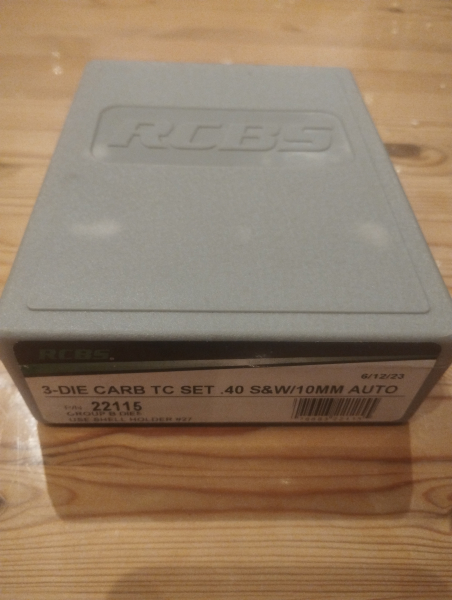 RCBS
RCBS
6/12/23
3-DIE CARB TC SET .40 S&W/10MM AUTO
P/N 22115
GROUP B DIES
USE SHELL HOLDER #27